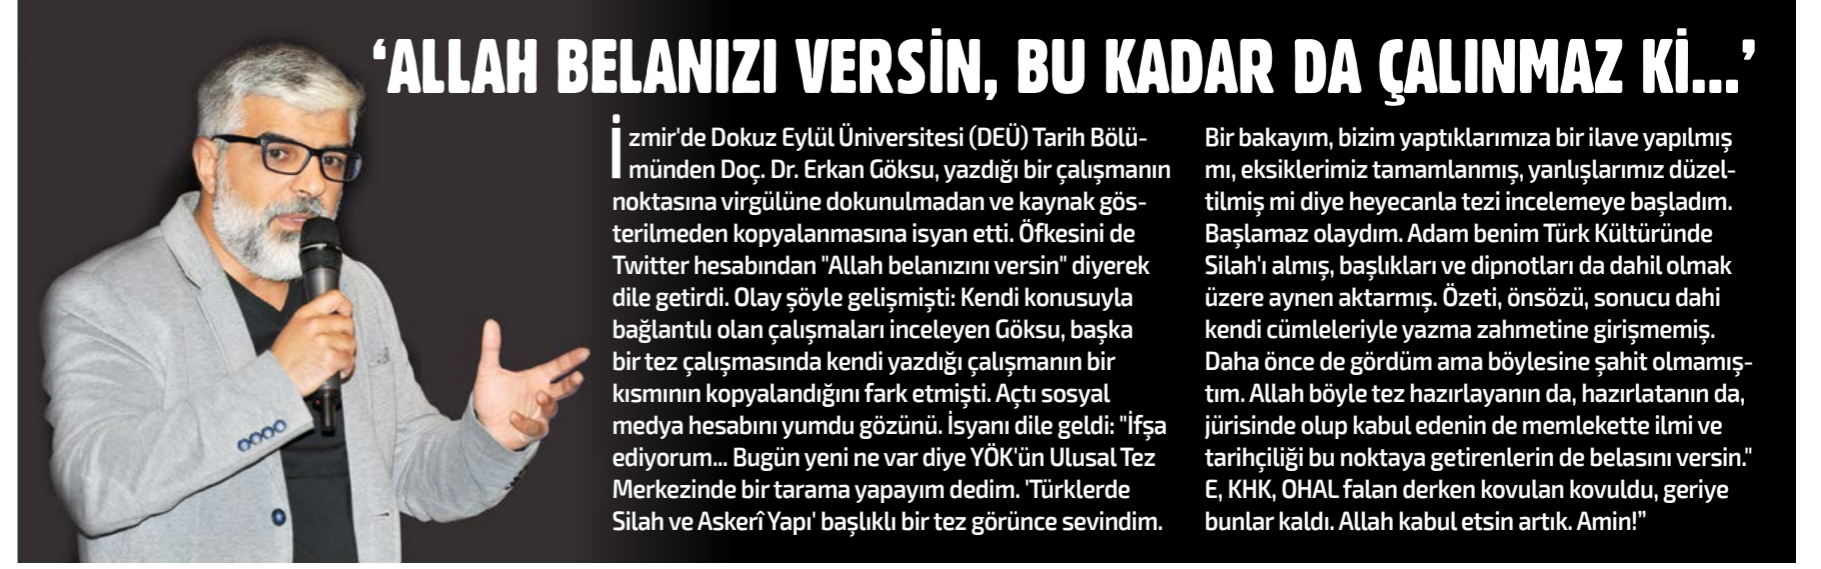 ‘ALLAH BELANIZI VERSİN, BU KADAR DA ÇALINMAZ Kİ...’
İzmir'de Dokuz Eylül Üniversitesi (DEÜ) Tarih Bölü-
münden Doç. Dr. Erkan Göksu, yazdığı bir çalışmanın
noktasına virgülüne dokunulmadan ve kaynak gös-
terilmeden kopyalanmasına isyan etti. Öfkesini de
Twitter hesabından "Allah belanızını versin" diyerek
dile getirdi. Olay şöyle gelişmişti: Kendi konusuyla
bağlantılı olan çalışmaları inceleyen Göksu, başka
bir tez çalışmasında kendi yazdığı çalışmanın bir
kısmının kopyalandığını fark etmişti. Açtı sosyal
medya hesabını yumdu gözünü. İsyanı dile geldi: "İfşa
ediyorum... Bugün yeni ne var diye YÖK'ün Ulusal Tez
Merkezinde bir tarama yapayım dedim. 'Türklerde
Silah ve Askerî Yapı' başlıklı bir tez görünce sevindim.
Bir bakayım, bizim yaptıklarımıza bir ilave yapılmış
mı, eksiklerimiz tamamlanmış, yanlışlarımız düzel-
tilmiş mi diye heyecanla tezi incelemeye başladım.
Başlamaz olaydım. Adam benim Türk Kültüründe
Silah'ı almış, başlıkları ve dipnotları da dahil olmak
üzere aynen aktarmış. Özeti, önsözü, sonucu dahi
kendi cümleleriyle yazma zahmetine girişmemiş.
Daha önce de gördüm ama böylesine şahit olmamış-
tım. Allah böyle tez hazırlayanın da, hazırlatanın da,
jürisinde olup kabul edenin de memlekette ilmi ve
tarihçiliği bu noktaya getirenlerin de belasını versin."
E, KHK, OHAL falan derken kovulan kovuldu, geriye
bunlar kaldı. Allah kabul etsin artık. Amin!”